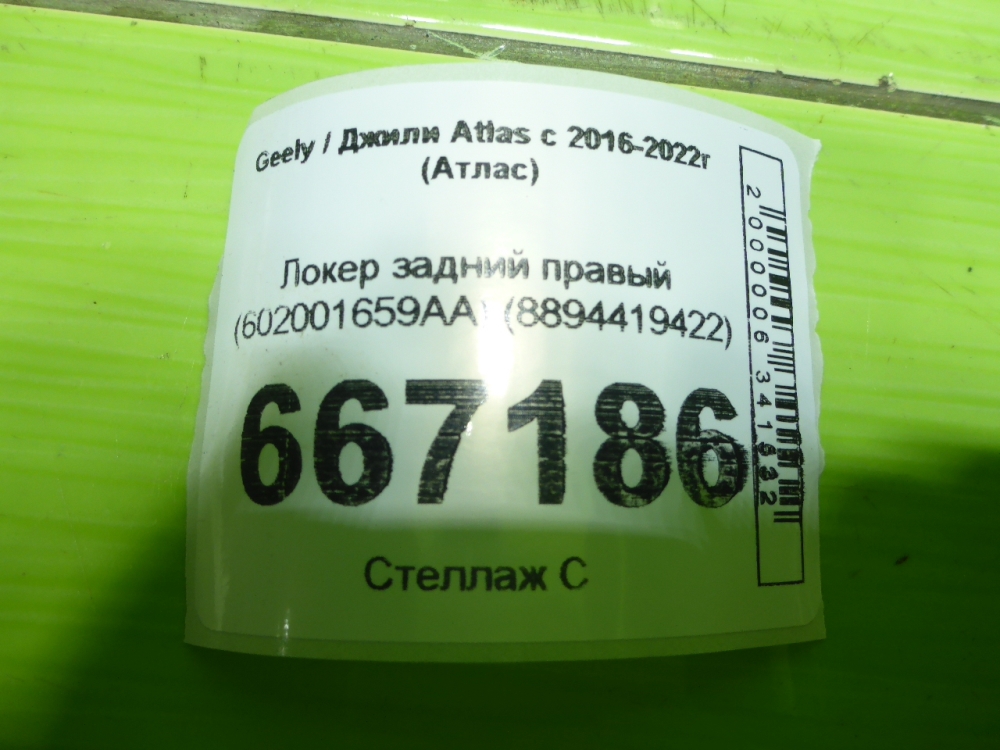 Geely / Джили Atlas с 2016-2022г
(Атлас)
Локер задний правый
(602001659AA) (8894419422)
667186
Стеллаж С
2000006341632